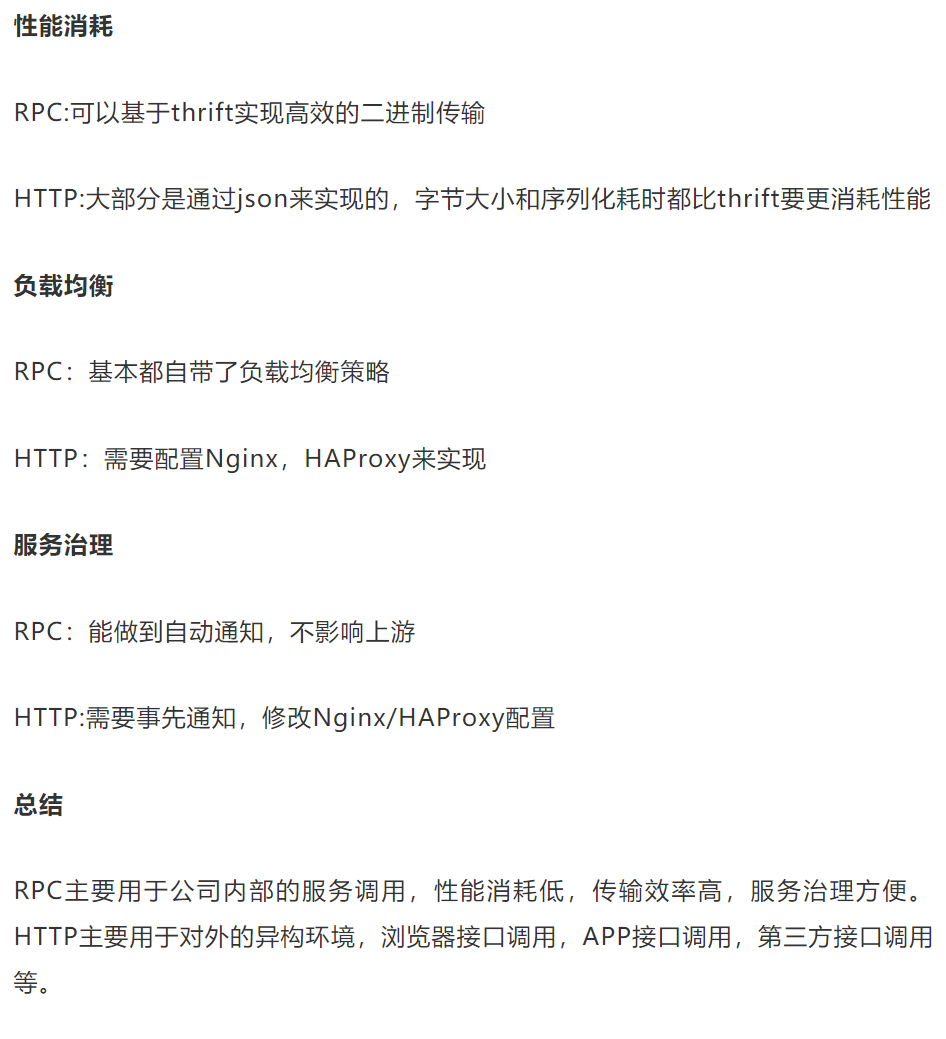 性能消耗
RPC:可以基于thrift实现高效的二进制传输
HTTP:大部分是通过json来实现的，字节大小和序列化耗时都比thrift要更消耗性能
负载均衡
RPC：基本都自带了负载均衡策略
HTTP：需要配置Nginx，HAProxy来实现
服务治理
RPC：能做到自动通知，不影响上游
HTTP:需要事先通知，修改Nginx/HAProxy配置
总结
RPC主要用于公司内部的服务调用，性能消耗低，传输效率高，服务治理方便。
HTTP主要用于对外的异构环境，浏览器接口调用，APP接口调用，第三方接口调用
等。